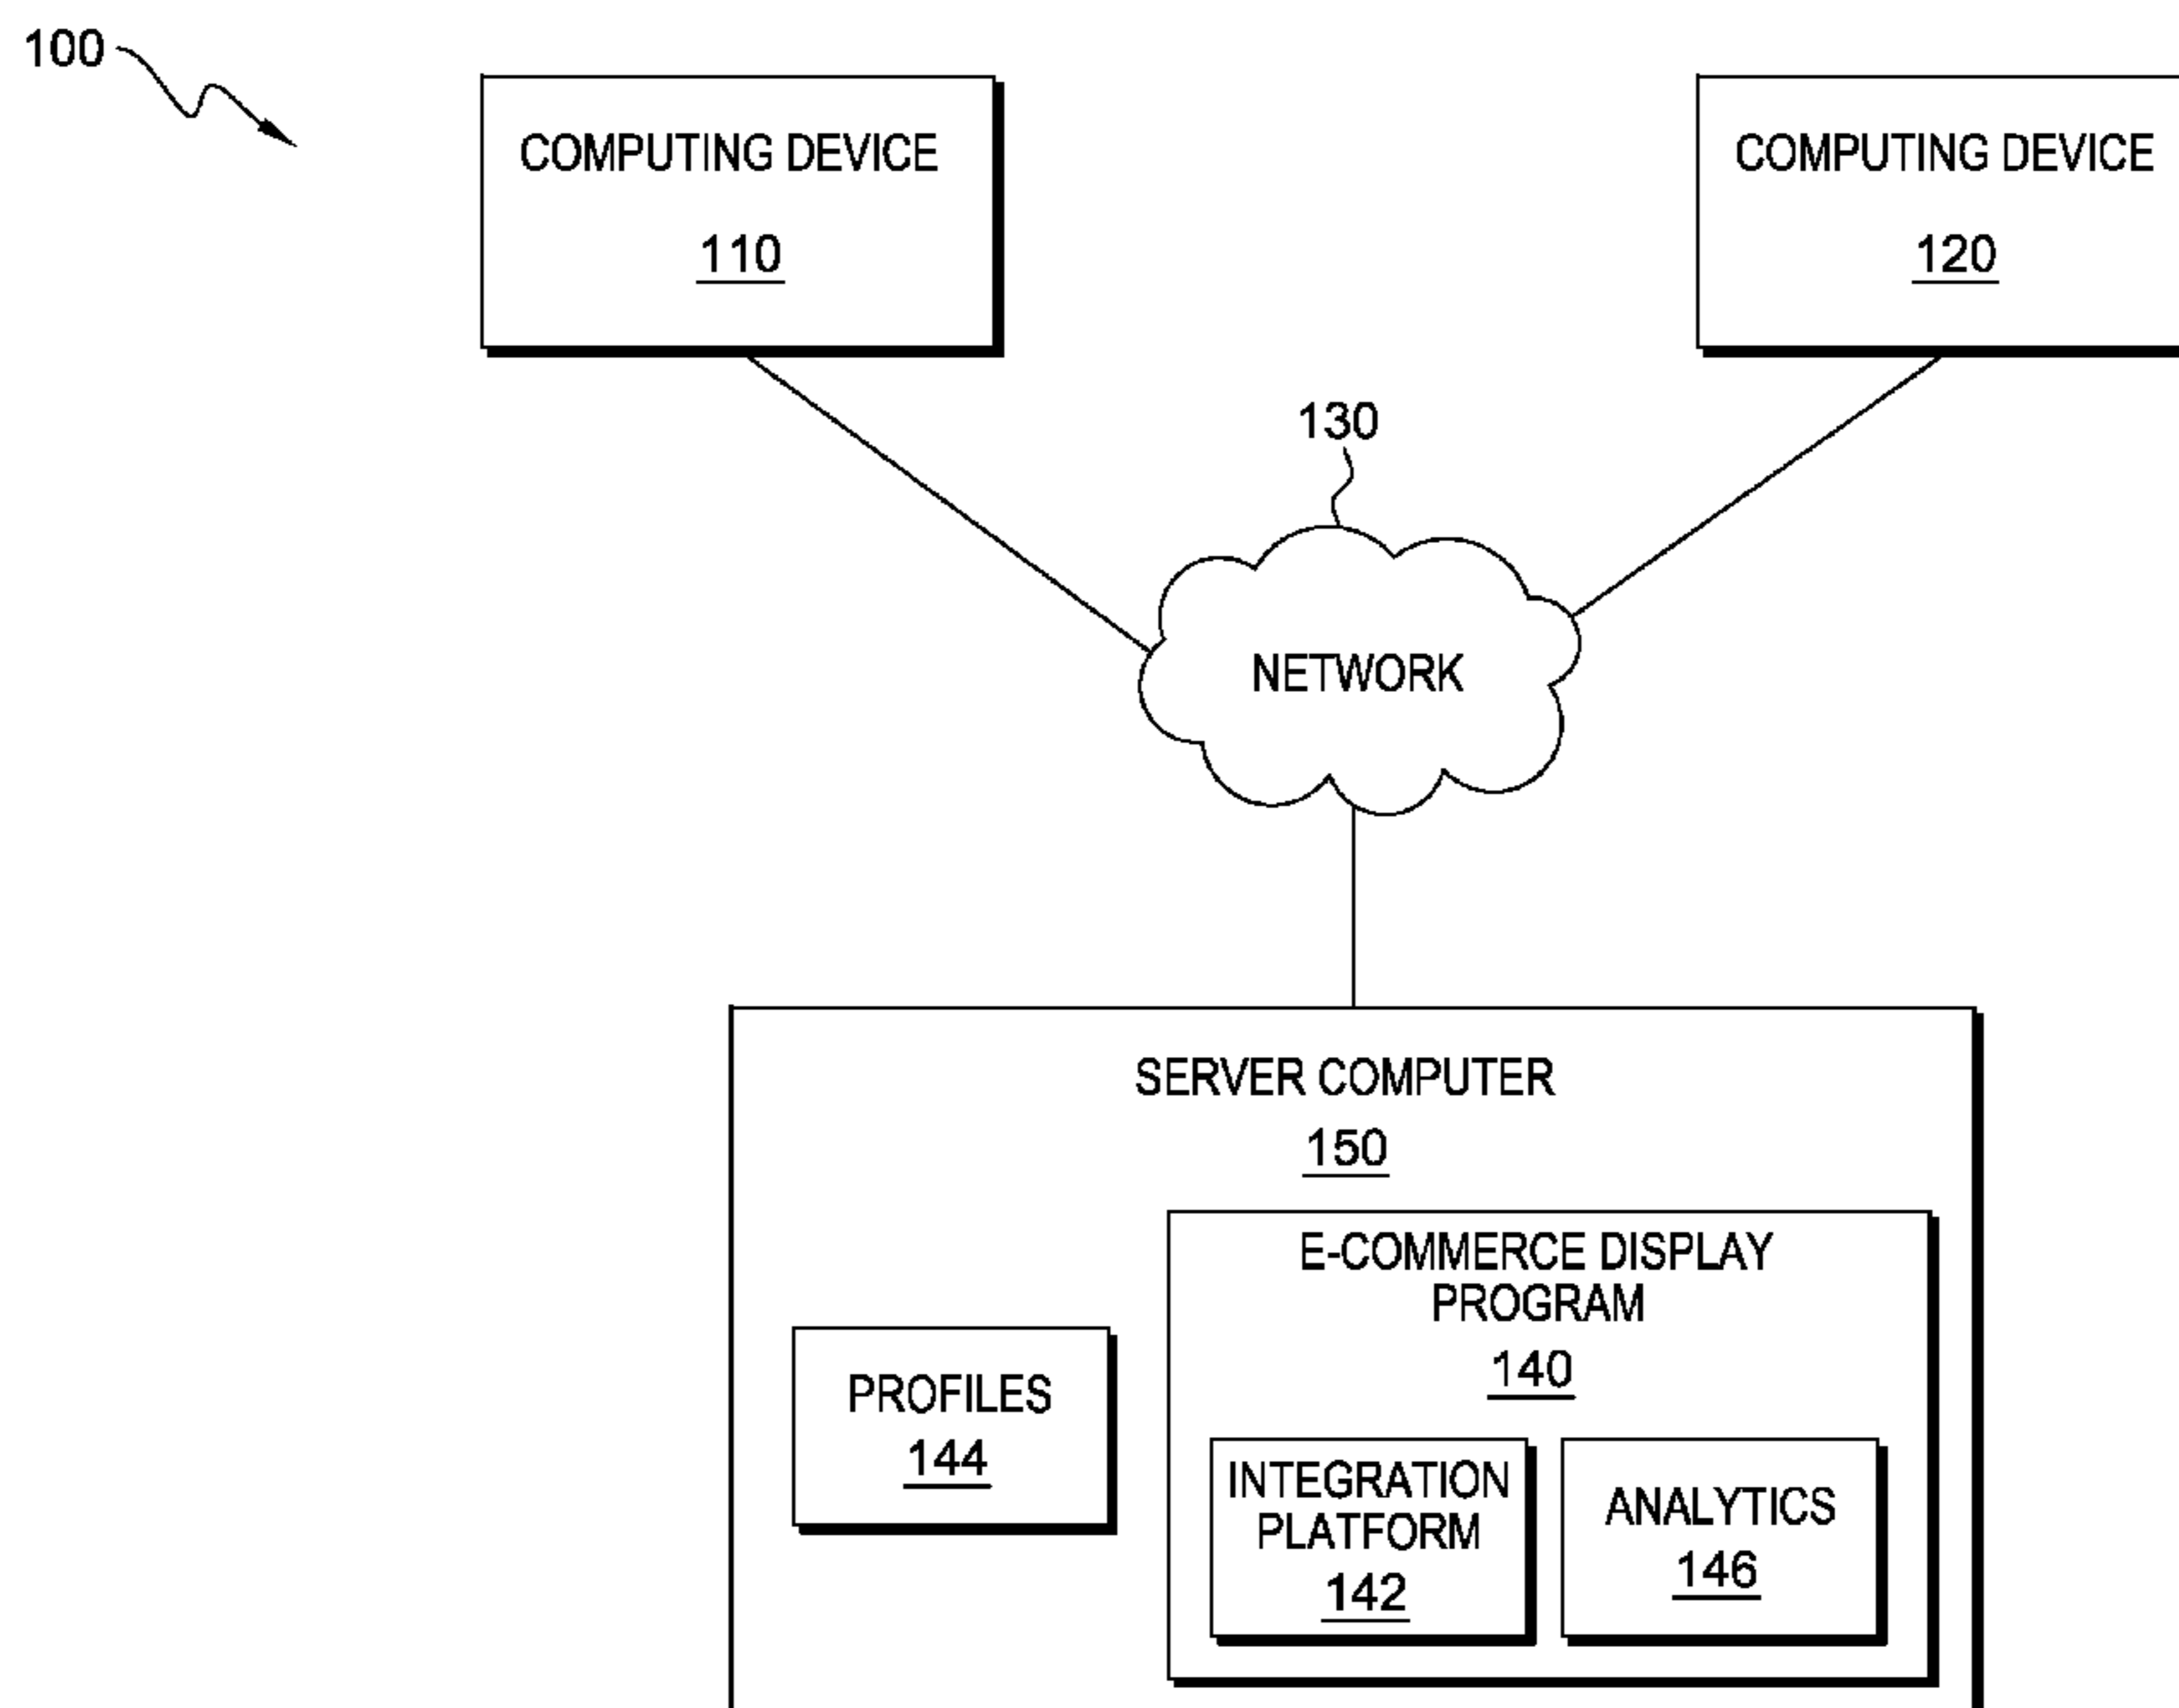 100
COMPUTING DEVICE
110
COMPUTING DEVICE
120
130
NETWORK
SERVER COMPUTER
150
E-COMMERCE DISPLAY
PROGRAM
140
PROFILES
144
INTEGRATION
PLATFORM
142
ANALYTICS
146